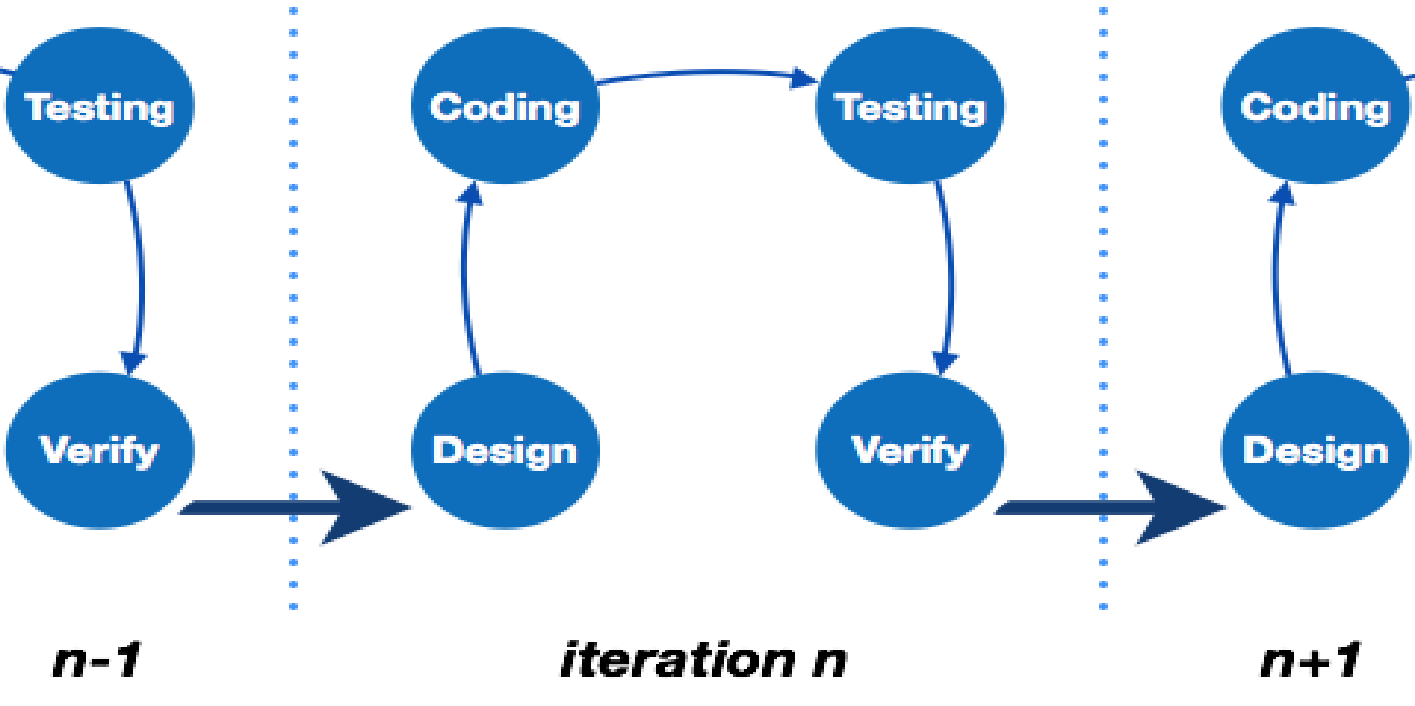 Testing
Coding
Testing
Coding
Verify
Design
Verify
Design
n-1
iteration n
n+1